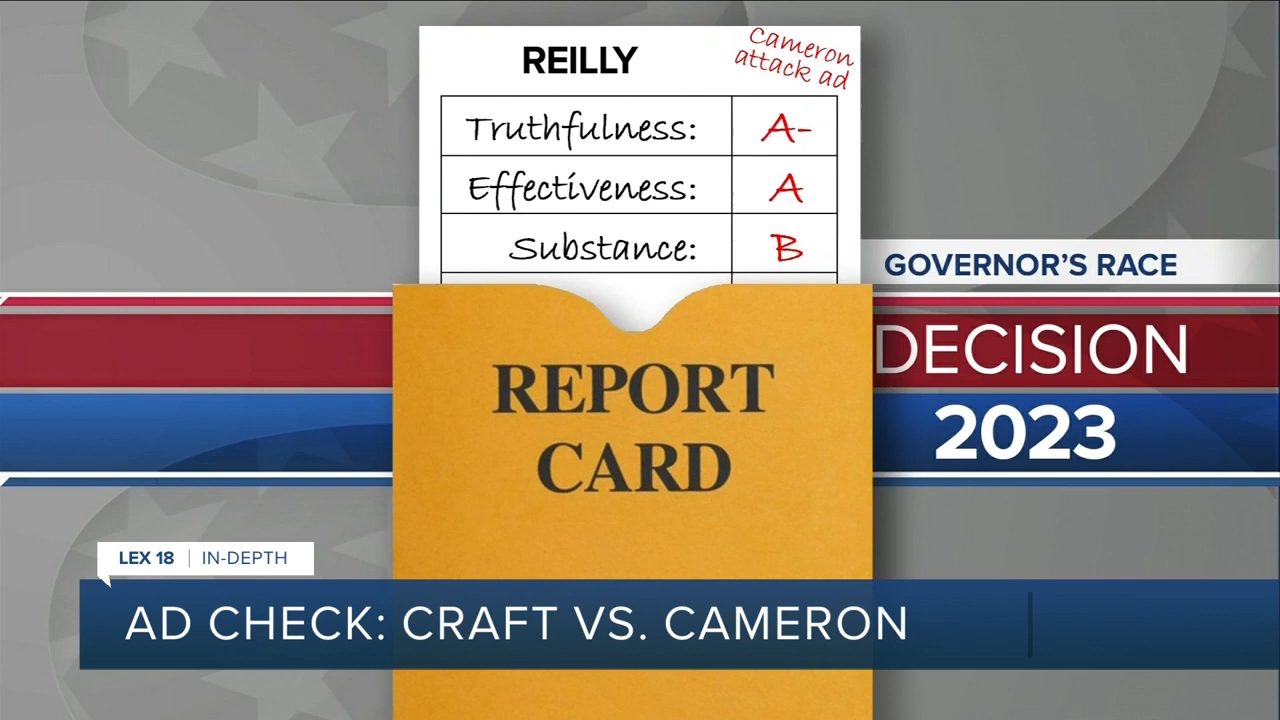 REILLY
Cameron
attack ad
Truthfulness: A-
Effectiveness: A
Substance: B
GOVERNOR'S RACE
DECISION
2023
REPORT
CARD
LEX 18 | IN-DEPTH
AD CHECK: CRAFT VS. CAMERON